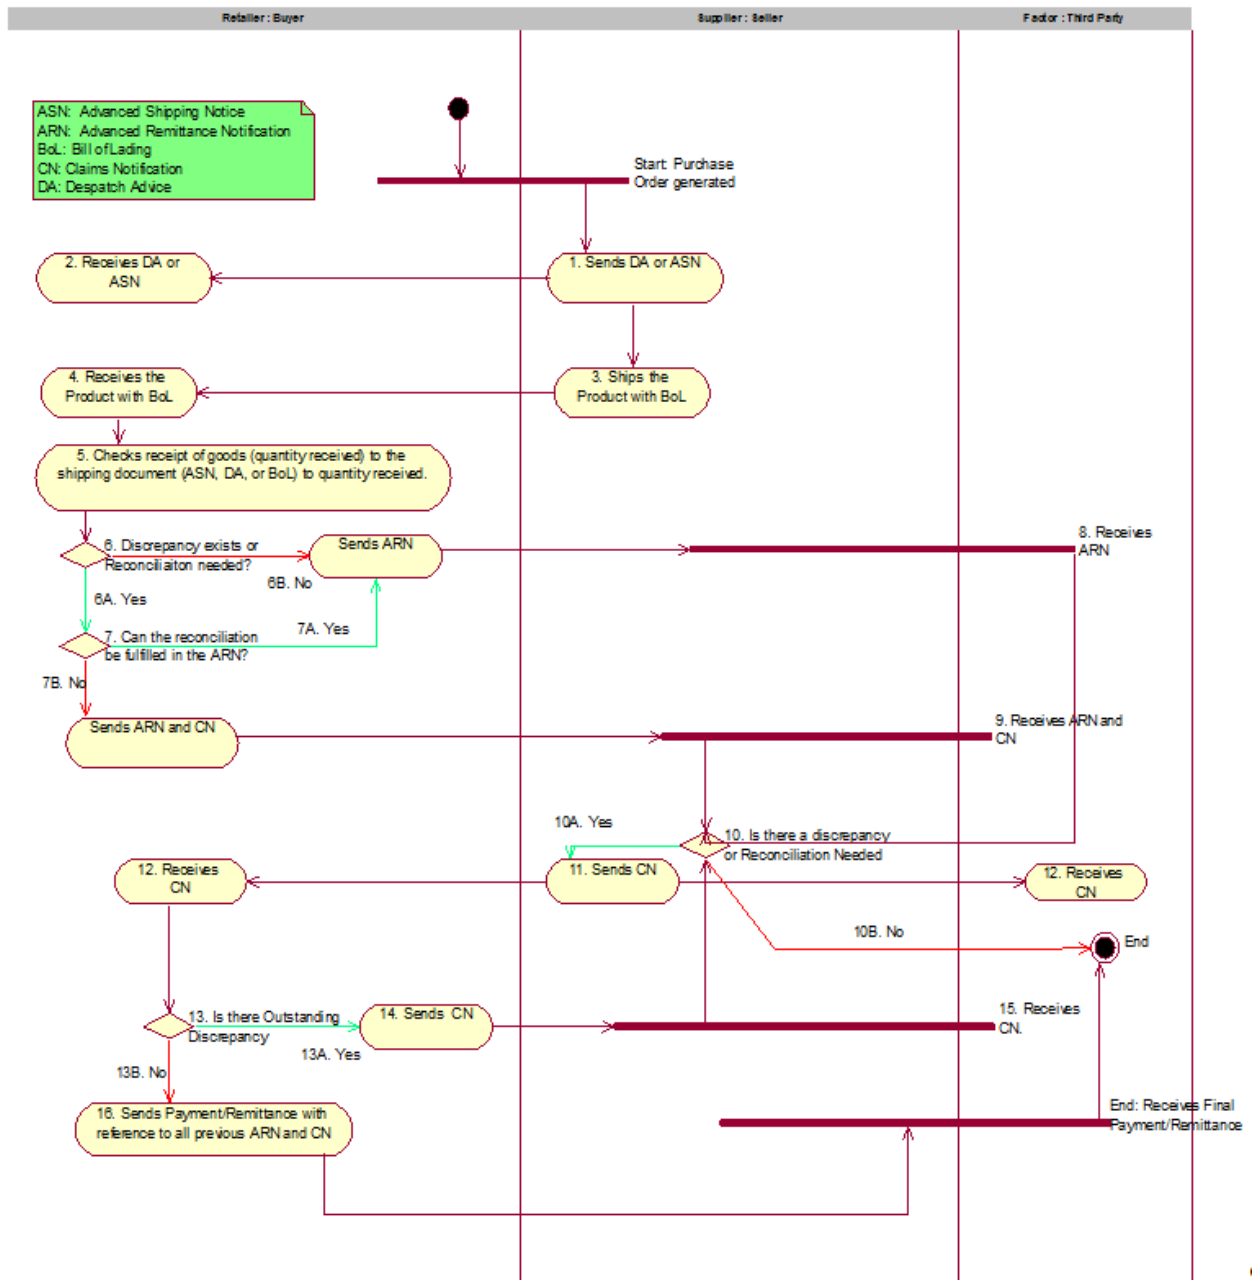 Retailer : Buyer
Supplier : Seller
Factor : Third Party
ASN: Advanced Shipping Notice
ARN: Advanced Remittance Notification
BoL: Bill of Lading
CN: Claims Notification
DA: Despatch Advice
Start: Purchase
Order generated
2. Receives DA or
ASN
1. Sends DA or ASN
4. Receives the
Product with BoL
3. Ships the
Product with BoL
5. Checks receipt of goods (quantity received) to the
shipping document (ASN, DA, or BoL) to quantity received.
6. Discrepancy exists or
Reconciliaiton needed?
Sends ARN
8. Receives
ARN
6B. No
6A. Yes
7. Can the reconciliation
be fulfilled in the ARN?
7A. Yes
7B. No
Sends ARN and CN
9. Receives ARN and
CN
10A. Yes
10. Is there a discrepancy
or Reconciliation Needed
12. Receives
CN
11. Sends CN
12. Receives
CN
10B. No
End
13. Is there Outstanding
Discrepancy
14. Sends CN
15. Receives
CN.
13A. Yes
13B. No
16. Sends Payment/Remittance with
reference to all previous ARN and CN
End: Receives Final
Payment/Remittance